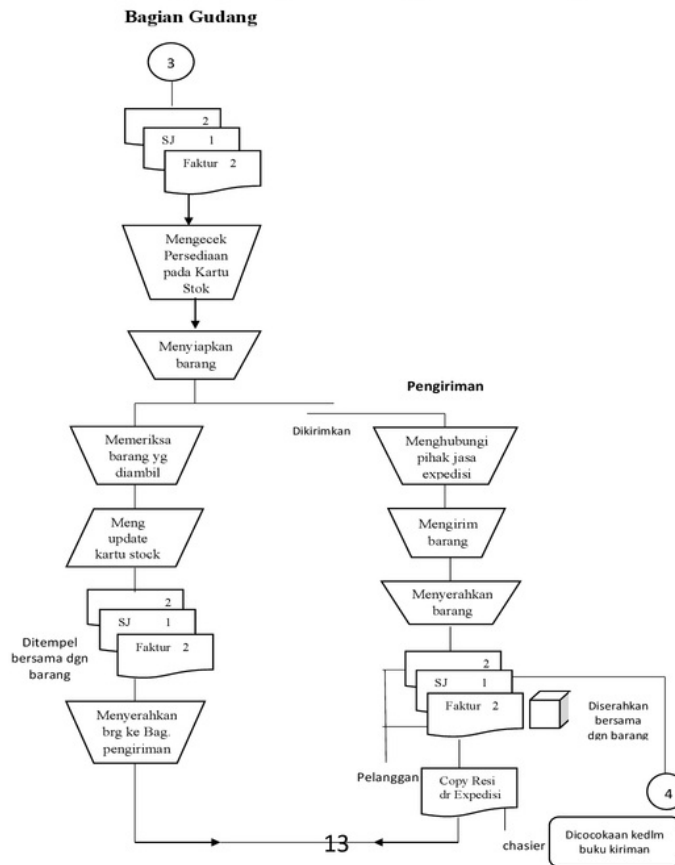 Bagian Gudang
3
2
SJ 1
Faktur 2
Mengecek
Persediaan
pada Kartu
Stok
Menyiapkan
barang
Pengiriman
Dikirimkan
Memeriksa
barang yg
diambil
Meng
update
kartu stock
2
SJ 1
Faktur 2
Ditempel
bersama dgn
barang
Menyerahkan
brg ke Bag.
pengiriman
Menghubungi
pihak jasa
expedisi
Mengirim
barang
Menyerahkan
barang
2
SJ 1
Faktur 2
Diserahkan
bersama
dgn barang
Pelanggan
Copy Resi
dr Expedisi
4
chasier
Dicocokaan kedlm
buku kiriman
13